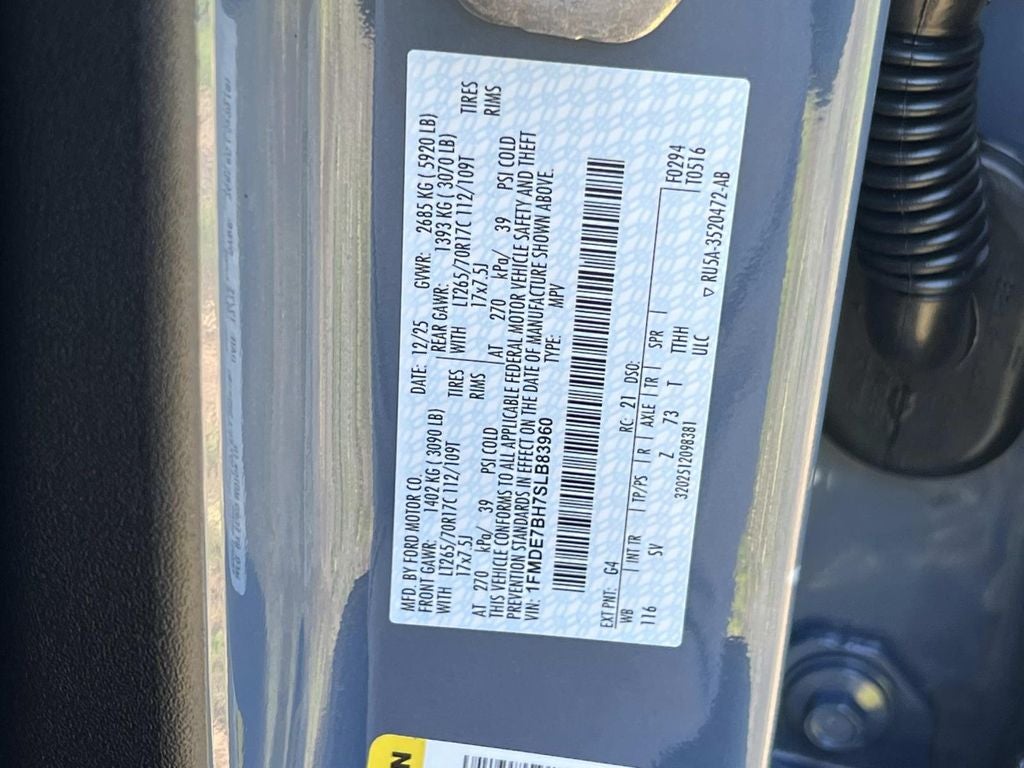 MFD. BY FORD MOTOR CO.
DATE: 12/25
GVWR: 2685 KG ( 5920 LB)
FRONT GAWR: 1402 KG ( 3090 LB)
REAR GAWR: 1393 KG ( 3070 LB)
WITH LT265/70R17C 112/109T TIRES
WITH LT265/70R17C 112/109T TIRES
17x7.5J RIMS
17x7.5J RIMS
AT 270 kPa/ 39 PSI COLD
AT 270 kPa/ 39 PSI COLD
THIS VEHICLE CONFORMS TO ALL APPLICABLE FEDERAL MOTOR VEHICLE SAFETY AND THEFT
PREVENTION STANDARDS IN EFFECT ON THE DATE OF MANUFACTURE SHOWN ABOVE.
VIN: 1FMDE7BH7SLB83960
TYPE: MPV
EXT PNT: G4 RC: 21 DSO: F0294
WB INTR TP/PS R AXLE TR SPR T0516
116 SV Z 73 T TTHH
ULC
3202512098381
▽ RU5A-3520472-AB